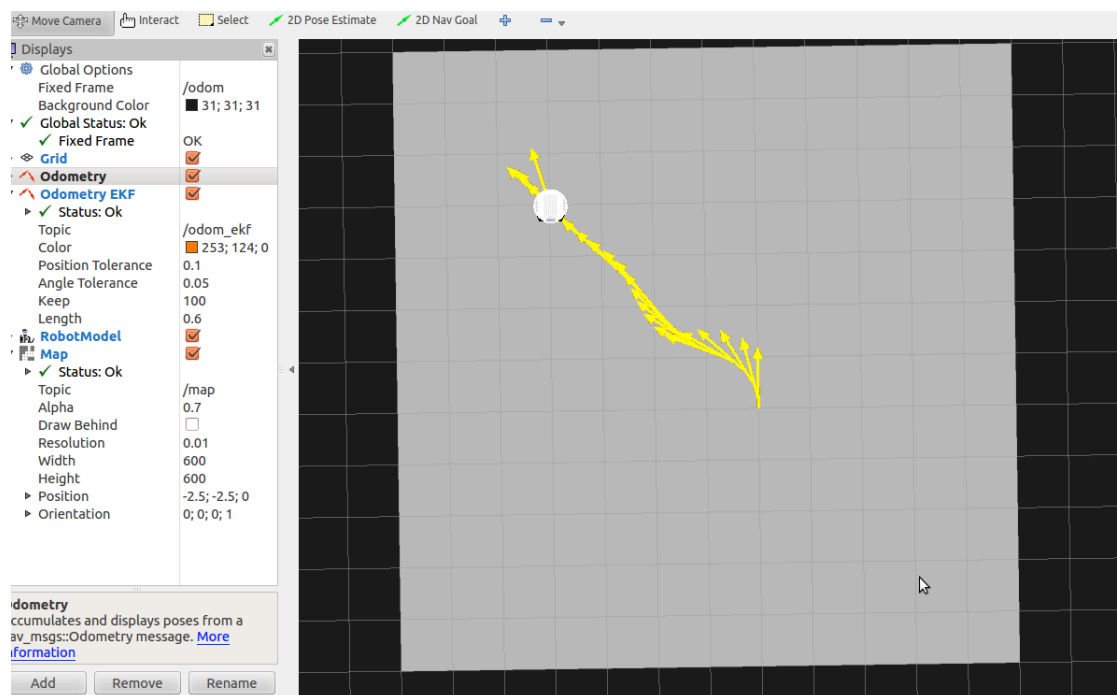 Move Camera Interact Select 2D Pose Estimate 2D Nav Goal
Displays
Global Options
Fixed Frame /odom
Background Color 31; 31; 31
Global Status: Ok
Fixed Frame OK
Grid
Odometry
Odometry EKF
Status: Ok
Topic /odom_ekf
Color 253; 124; 0
Position Tolerance 0.1
Angle Tolerance 0.05
Keep 100
Length 0.6
RobotModel
Map
Status: Ok
Topic /map
Alpha 0.7
Draw Behind
Resolution 0.01
Width 600
Height 600
Position -2.5; -2.5; 0
Orientation 0; 0; 0; 1
dometry
ccumulates and displays poses from a
av_msgs::Odometry message. More
nformation
Add Remove Rename